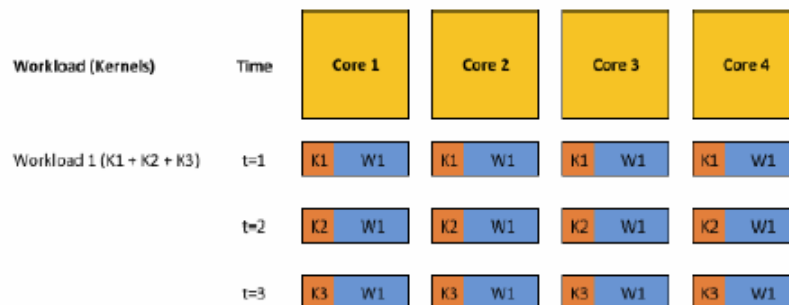 Workload (Kernels) Time Core 1 Core 2 Core 3 Core 4
Workload 1 (K1 + K2 + K3) t=1 K1 W1 K1 W1 K1 W1 K1 W1
t=2 K2 W1 K2 W1 K2 W1 K2 W1
t=3 K3 W1 K3 W1 K3 W1 K3 W1